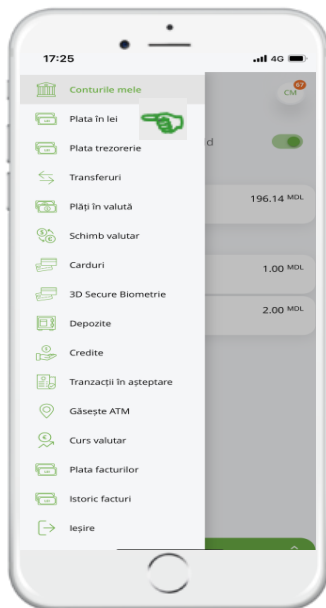 17:25
4G
Conturile mele
67
CM
Plata în lei
Plata trezorerie
d
Transferuri
Plăți în valută
196.14 MDL
Schimb valutar
Carduri
1.00 MDL
3D Secure Biometrie
2.00 MDL
Depozite
Credite
Tranzacții în așteptare
Găsește ATM
Curs valutar
Plata facturilor
Istoric facturi
Ieșire